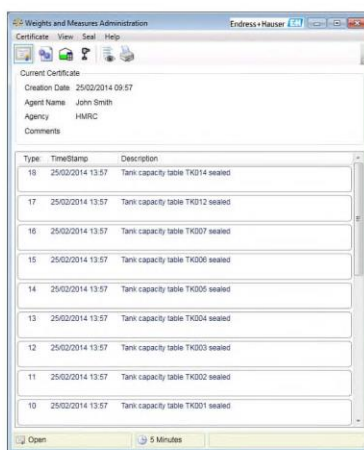 Weights and Measures Administration
Endress+Hauser EH
Certificate View Seal Help
Current Certificate
Creation Date 25/02/2014 09:57
Agent Name John Smith
Agency HMRC
Comments
Type TimeStamp Description
18 25/02/2014 13:57 Tank capacity table TK014 sealed
17 25/02/2014 13:57 Tank capacity table TK012 sealed
16 25/02/2014 13:57 Tank capacity table TK007 sealed
15 25/02/2014 13:57 Tank capacity table TK006 sealed
14 25/02/2014 13:57 Tank capacity table TK005 sealed
13 25/02/2014 13:57 Tank capacity table TK004 sealed
12 25/02/2014 13:57 Tank capacity table TK003 sealed
11 25/02/2014 13:57 Tank capacity table TK002 sealed
10 25/02/2014 13:57 Tank capacity table TK001 sealed
Open 5 Minutes